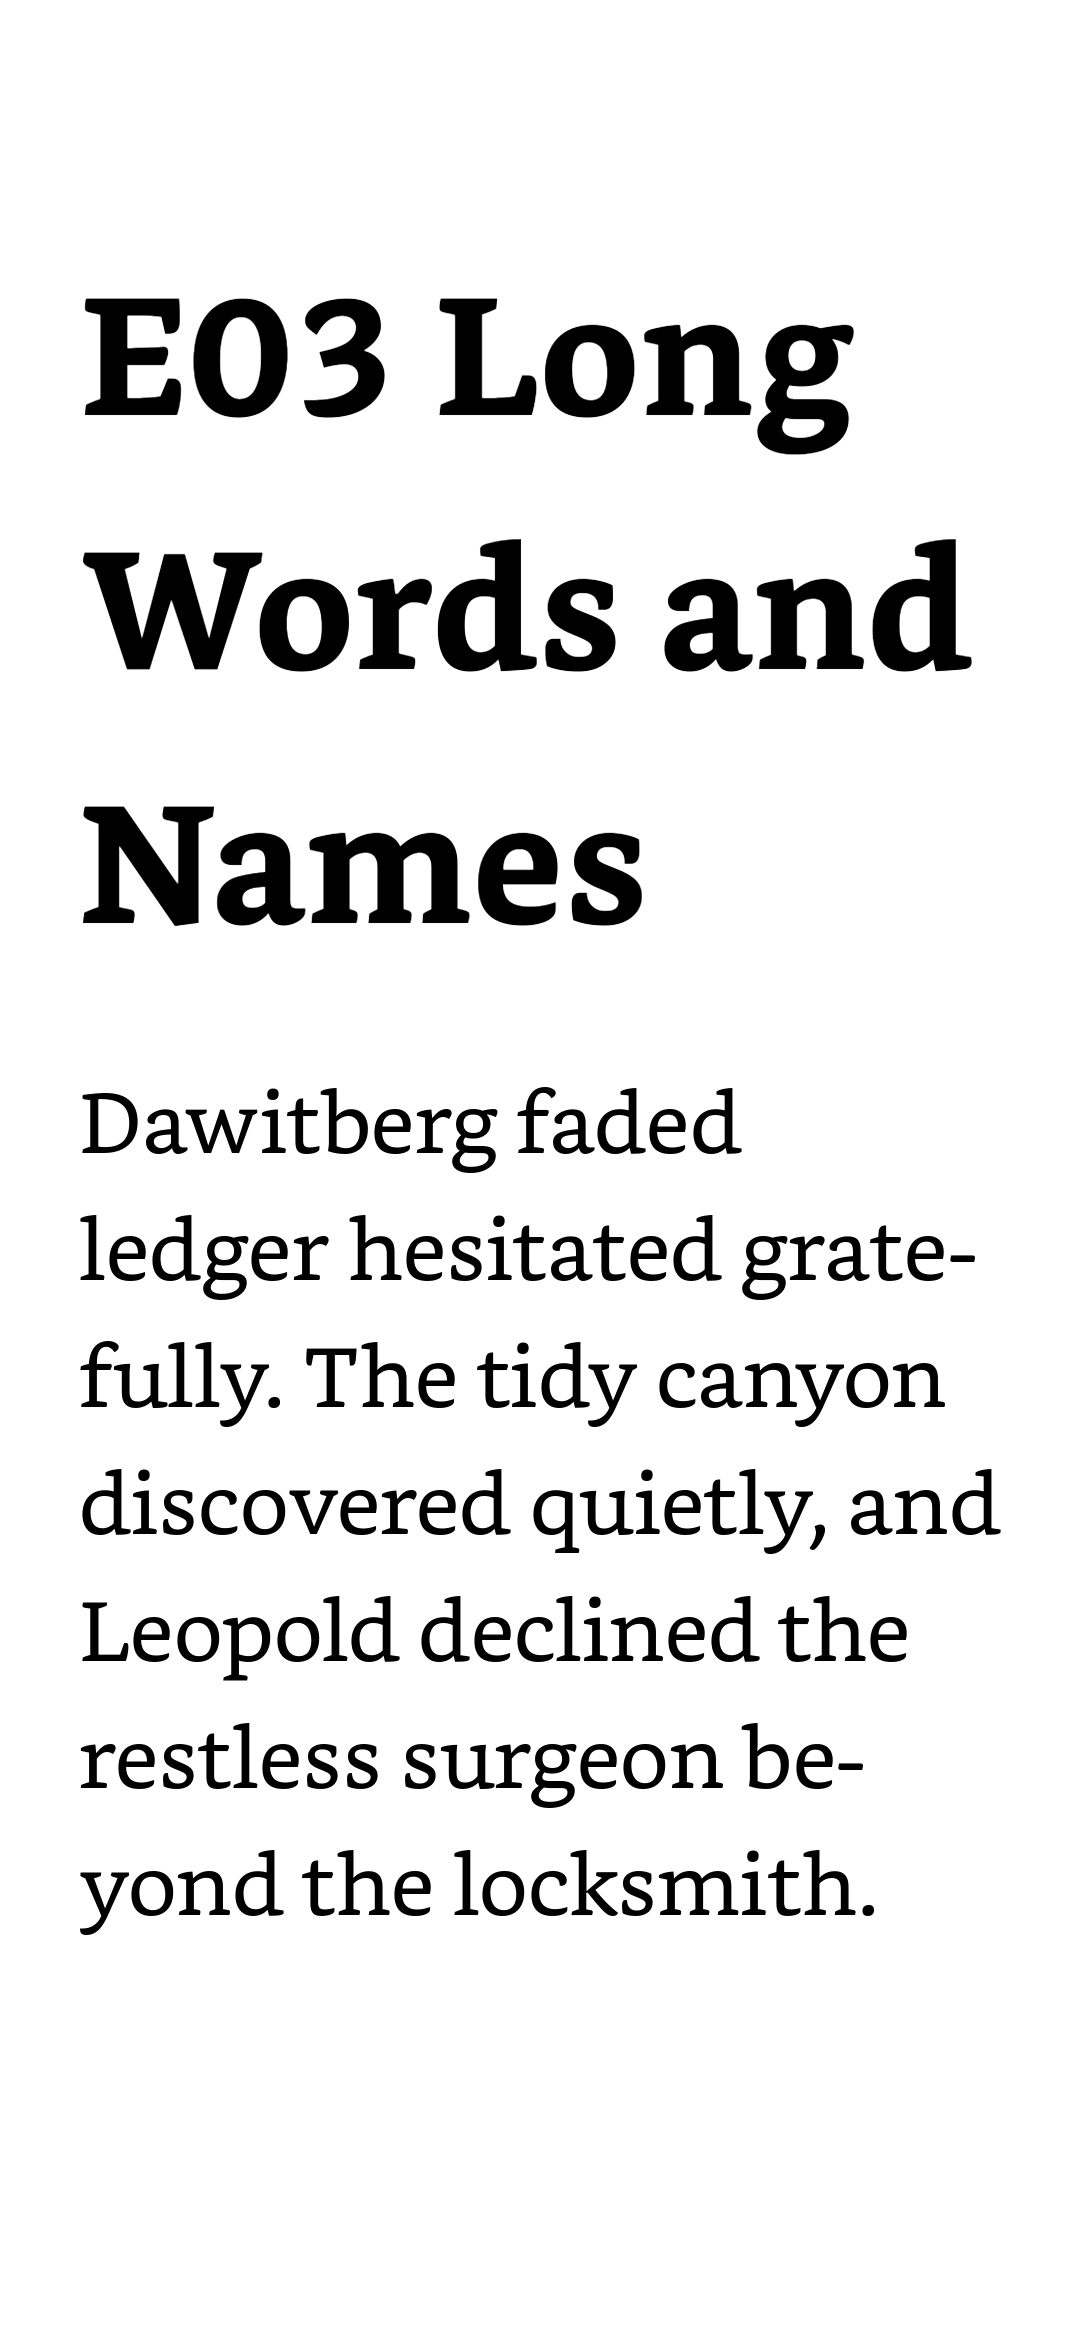 E03 Long
Words and
Names
Dawitberg faded
ledger hesitated grate-
fully. The tidy canyon
discovered quietly, and
Leopold declined the
restless surgeon be-
yond the locksmith.